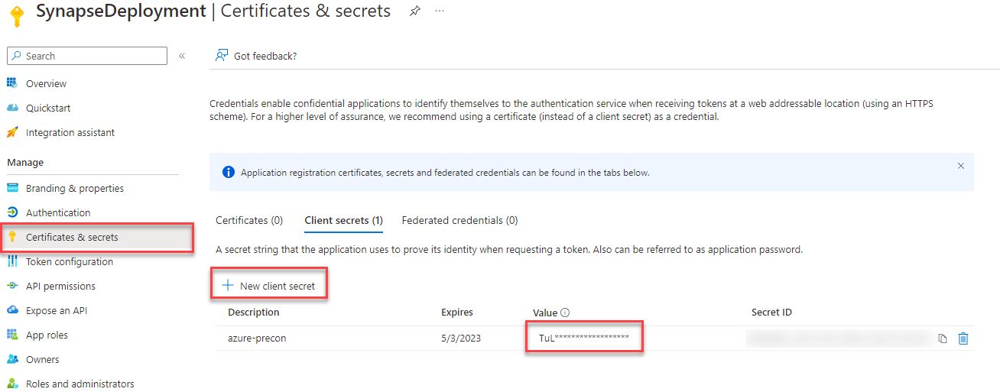 SynapseDeployment | Certificates & secrets
Search
Got feedback?
Overview
Quickstart
Integration assistant
Manage
Branding & properties
Authentication
Certificates & secrets
Token configuration
API permissions
Expose an API
App roles
Owners
Roles and administrators
Credentials enable confidential applications to identify themselves to the authentication service when receiving tokens at a web addressable location (using an HTTPS
scheme). For a higher level of assurance, we recommend using a certificate (instead of a client secret) as a credential.
Application registration certificates, secrets and federated credentials can be found in the tabs below.
Certificates (0) Client secrets (1) Federated credentials (0)
A secret string that the application uses to prove its identity when requesting a token. Also can be referred to as application password.
New client secret
Description Expires Value Secret ID
azure-precon 5/3/2023 TuL******************